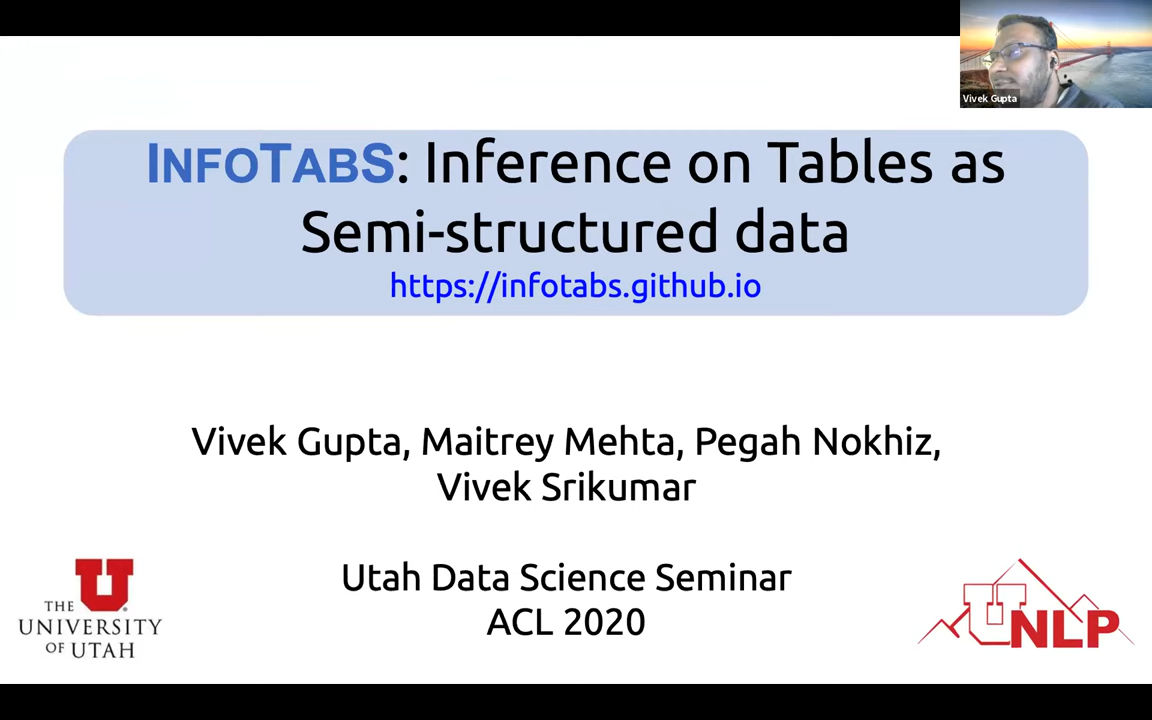 Vivek Gupta
INFOTABS: Inference on Tables as
Semi-structured data
https://infotabs.github.io
Vivek Gupta, Maitrey Mehta, Pegah Nokhiz,
Vivek Srikumar
Utah Data Science Seminar
ACL 2020
THE
UNIVERSITY
OF UTAH
UNLP